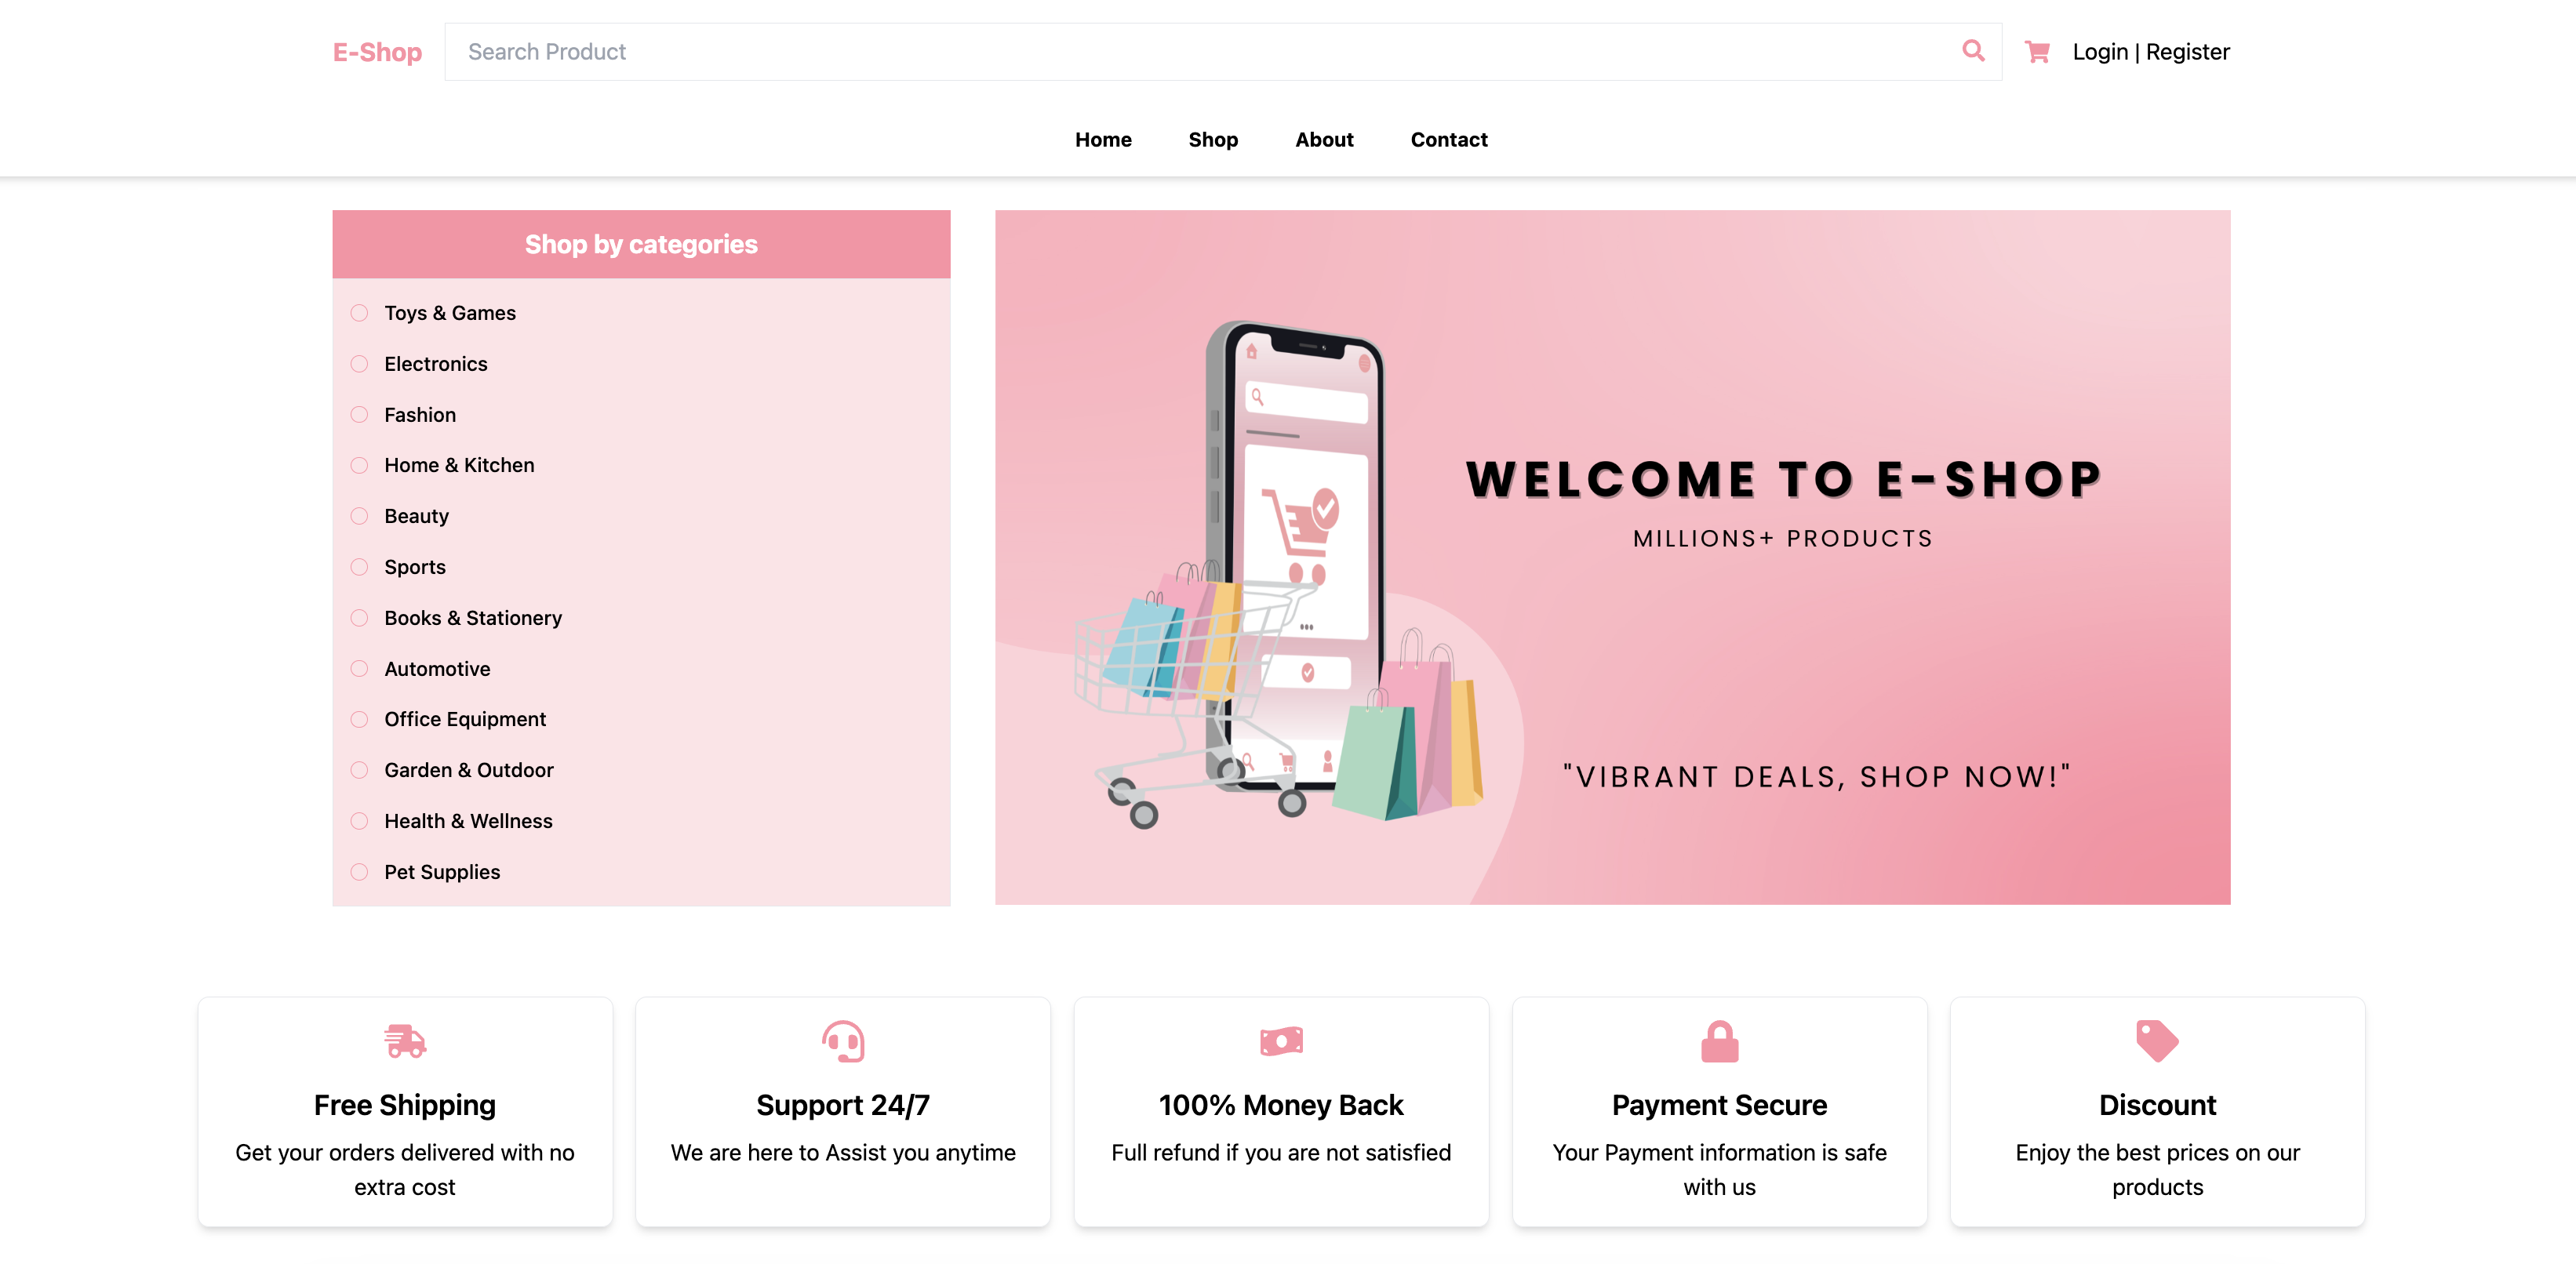 E-Shop
Search Product
Login | Register
Home Shop About Contact
Shop by categories
Toys & Games
Electronics
Fashion
Home & Kitchen
Beauty
Sports
Books & Stationery
Automotive
Office Equipment
Garden & Outdoor
Health & Wellness
Pet Supplies
WELCOME TO E-SHOP
MILLIONS+ PRODUCTS
"VIBRANT DEALS, SHOP NOW!"
Free Shipping
Get your orders delivered with no
extra cost
Support 24/7
We are here to Assist you anytime
100% Money Back
Full refund if you are not satisfied
Payment Secure
Your Payment information is safe
with us
Discount
Enjoy the best prices on our
products